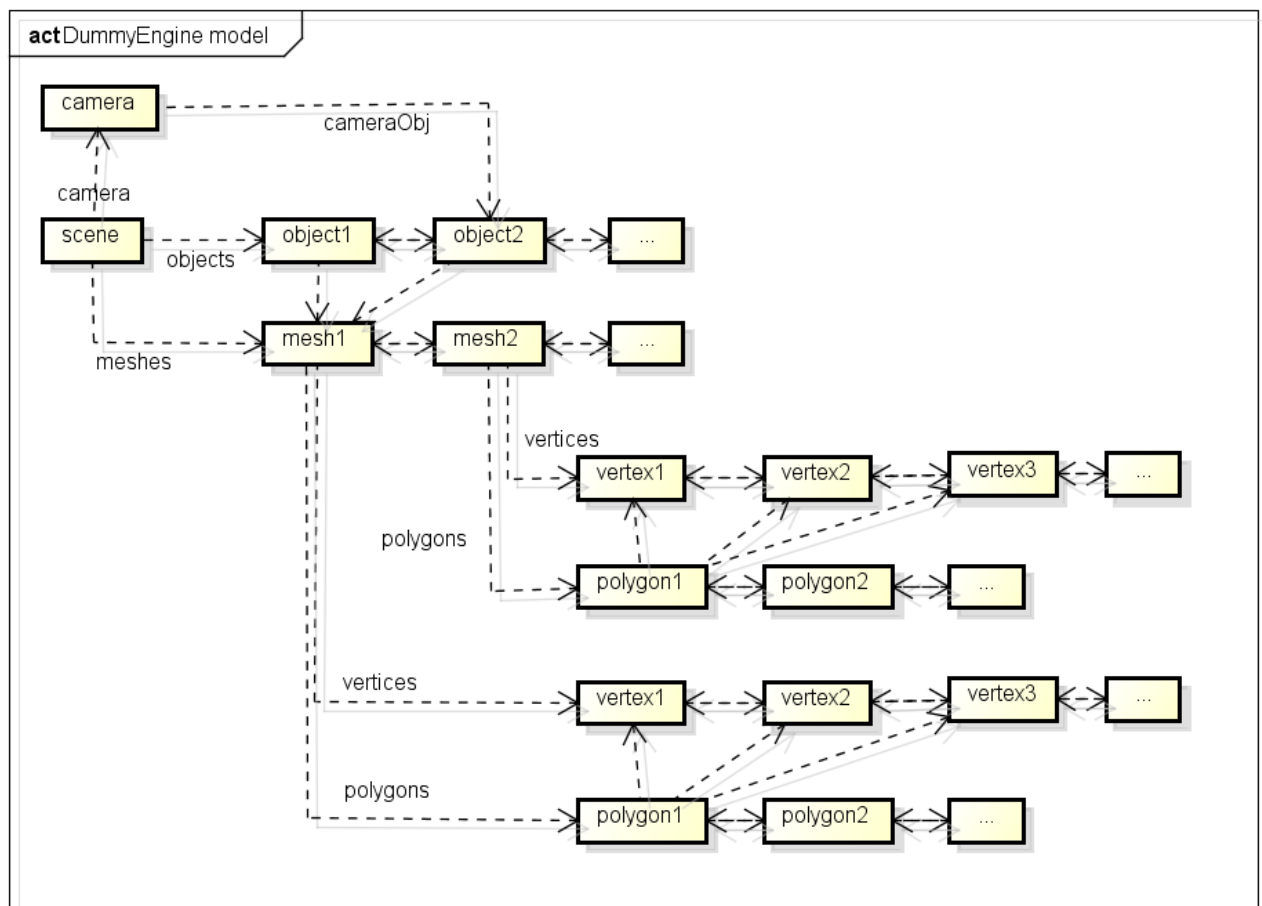 act DummyEngine model
camera
cameraObj
camera
scene
object1
object2
...
objects
mesh1
mesh2
...
meshes
vertices
vertex1
vertex2
vertex3
...
polygons
polygon1
polygon2
...
vertices
vertex1
vertex2
vertex3
...
polygons
polygon1
polygon2
...